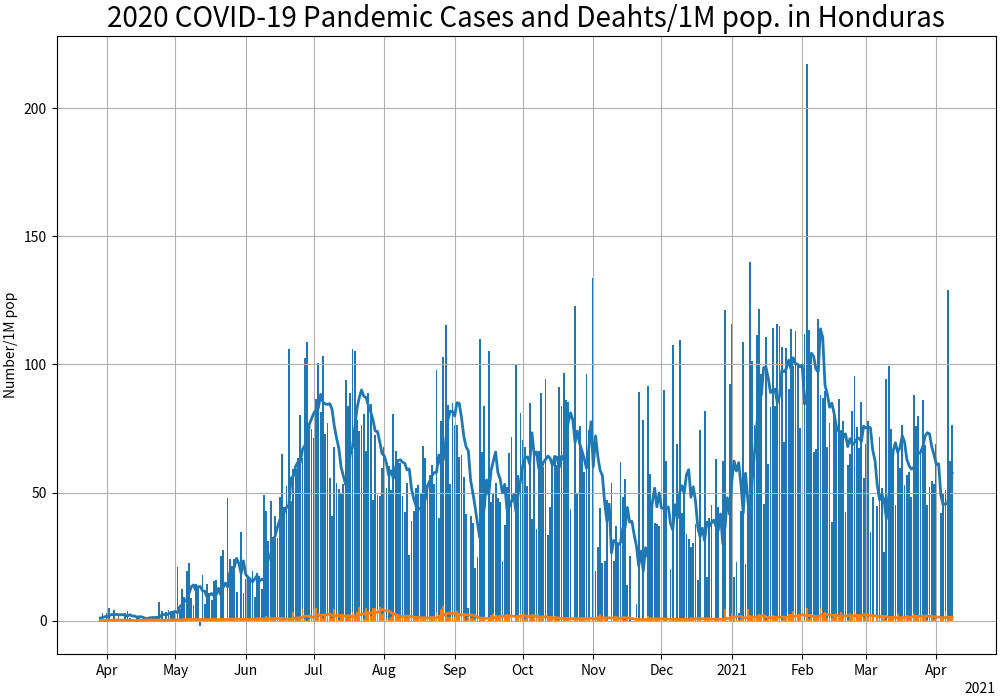 2020 COVID-19 Pandemic Cases and Deahts/1M pop. in Honduras
Number/1M pop
200
150
100
50
0
Apr May Jun Jul Aug Sep Oct Nov Dec 2021 Feb Mar Apr
2021